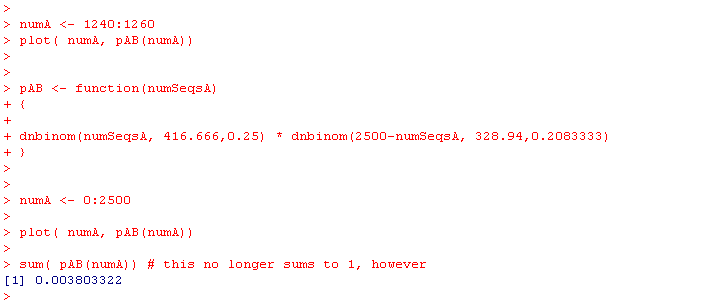 >
> numA <- 1240:1260
> plot( numA, pAB(numA))
>
>
> pAB <- function(numSeqsA)
+ {
+
+ dnbinom(numSeqsA, 416.666,0.25) * dnbinom(2500-numSeqsA, 328.94,0.2083333)
+ }
>
>
> numA <- 0:2500
>
> plot( numA, pAB(numA))
>
> sum( pAB(numA)) # this no longer sums to 1, however
[1] 0.003803322
>